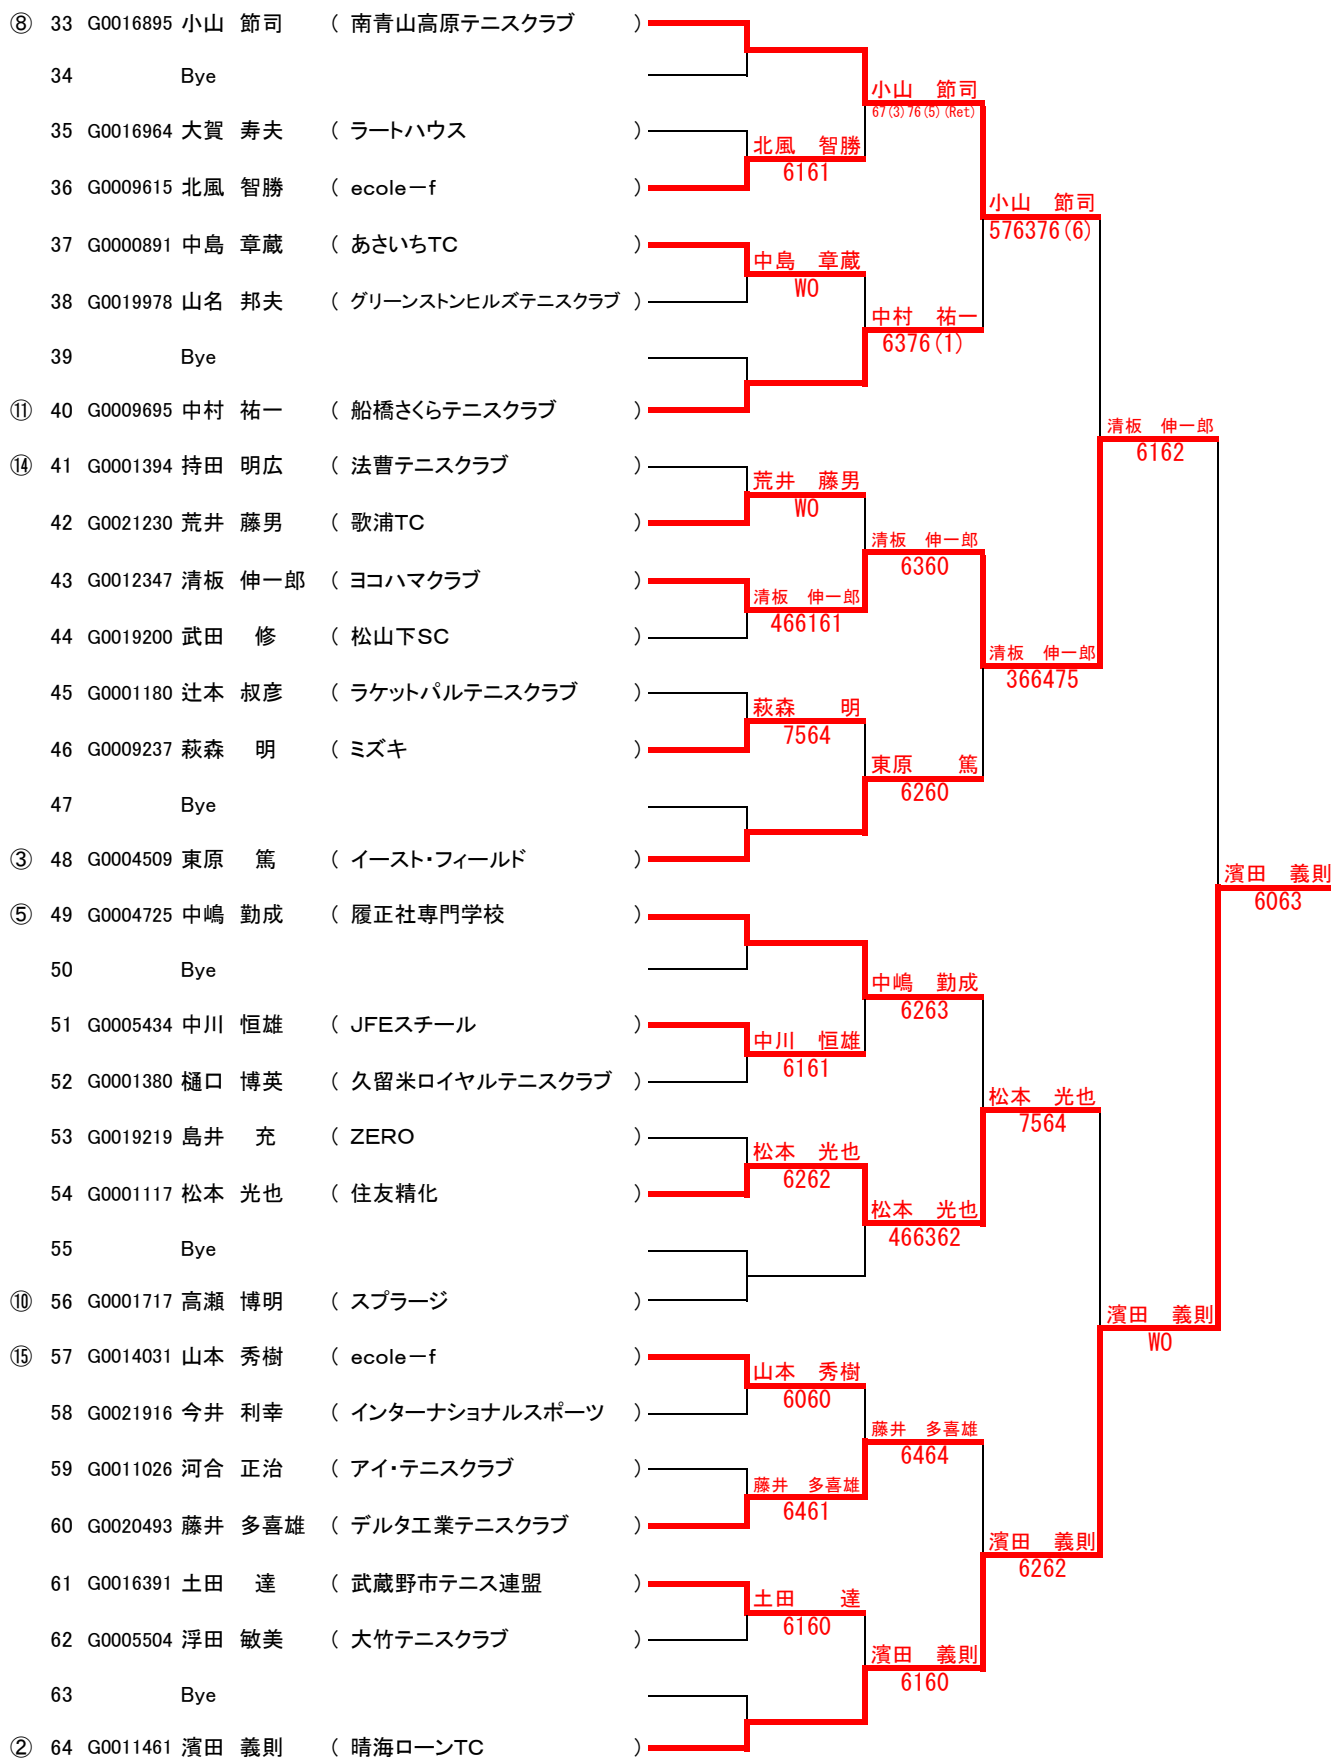 ⑧ 33 G0016895 小山 節司 ( 南青山高原テニスクラブ )
34 Bye
小山 節司
67(3)76(5)(Ret)
35 G0016964 大賀 寿夫 ( ラートハウス )
北風 智勝
6161
36 G0009615 北風 智勝 ( ecole－f )
小山 節司
576376(6)
37 G0000891 中島 章蔵 ( あさいちTC )
中島 章蔵
WO
38 G0019978 山名 邦夫 ( グリーンストンヒルズテニスクラブ )
中村 祐一
6376(1)
39 Bye
⑪ 40 G0009695 中村 祐一 ( 船橋さくらテニスクラブ )
清板 伸一郎
6162
⑭ 41 G0001394 持田 明広 ( 法曹テニスクラブ )
荒井 藤男
WO
42 G0021230 荒井 藤男 ( 歌浦TC )
清板 伸一郎
6360
43 G0012347 清板 伸一郎 ( ヨコハマクラブ )
清板 伸一郎
466161
44 G0019200 武田 修 ( 松山下SC )
清板 伸一郎
366475
45 G0001180 辻本 叔彦 ( ラケットパルテニスクラブ )
萩森 明
7564
46 G0009237 萩森 明 ( ミズキ )
東原 篤
6260
47 Bye
③ 48 G0004509 東原 篤 ( イースト・フィールド )
濱田 義則
6063
⑤ 49 G0004725 中嶋 勤成 ( 履正社専門学校 )
50 Bye
中嶋 勤成
6263
51 G0005434 中川 恒雄 ( JFEスチール )
中川 恒雄
6161
52 G0001380 樋口 博英 ( 久留米ロイヤルテニスクラブ )
松本 光也
7564
53 G0019219 島井 充 ( ZERO )
松本 光也
6262
54 G0001117 松本 光也 ( 住友精化 )
松本 光也
466362
55 Bye
⑩ 56 G0001717 高瀬 博明 ( スプラージ )
濱田 義則
WO
⑮ 57 G0014031 山本 秀樹 ( ecole－f )
山本 秀樹
6060
58 G0021916 今井 利幸 ( インターナショナルスポーツ )
藤井 多喜雄
6464
59 G0011026 河合 正治 ( アイ・テニスクラブ )
藤井 多喜雄
6461
60 G0020493 藤井 多喜雄 ( デルタ工業テニスクラブ )
濱田 義則
6262
61 G0016391 土田 達 ( 武蔵野市テニス連盟 )
土田 達
6160
62 G0005504 浮田 敏美 ( 大竹テニスクラブ )
濱田 義則
6160
63 Bye
② 64 G0011461 濱田 義則 ( 晴海ローンTC )